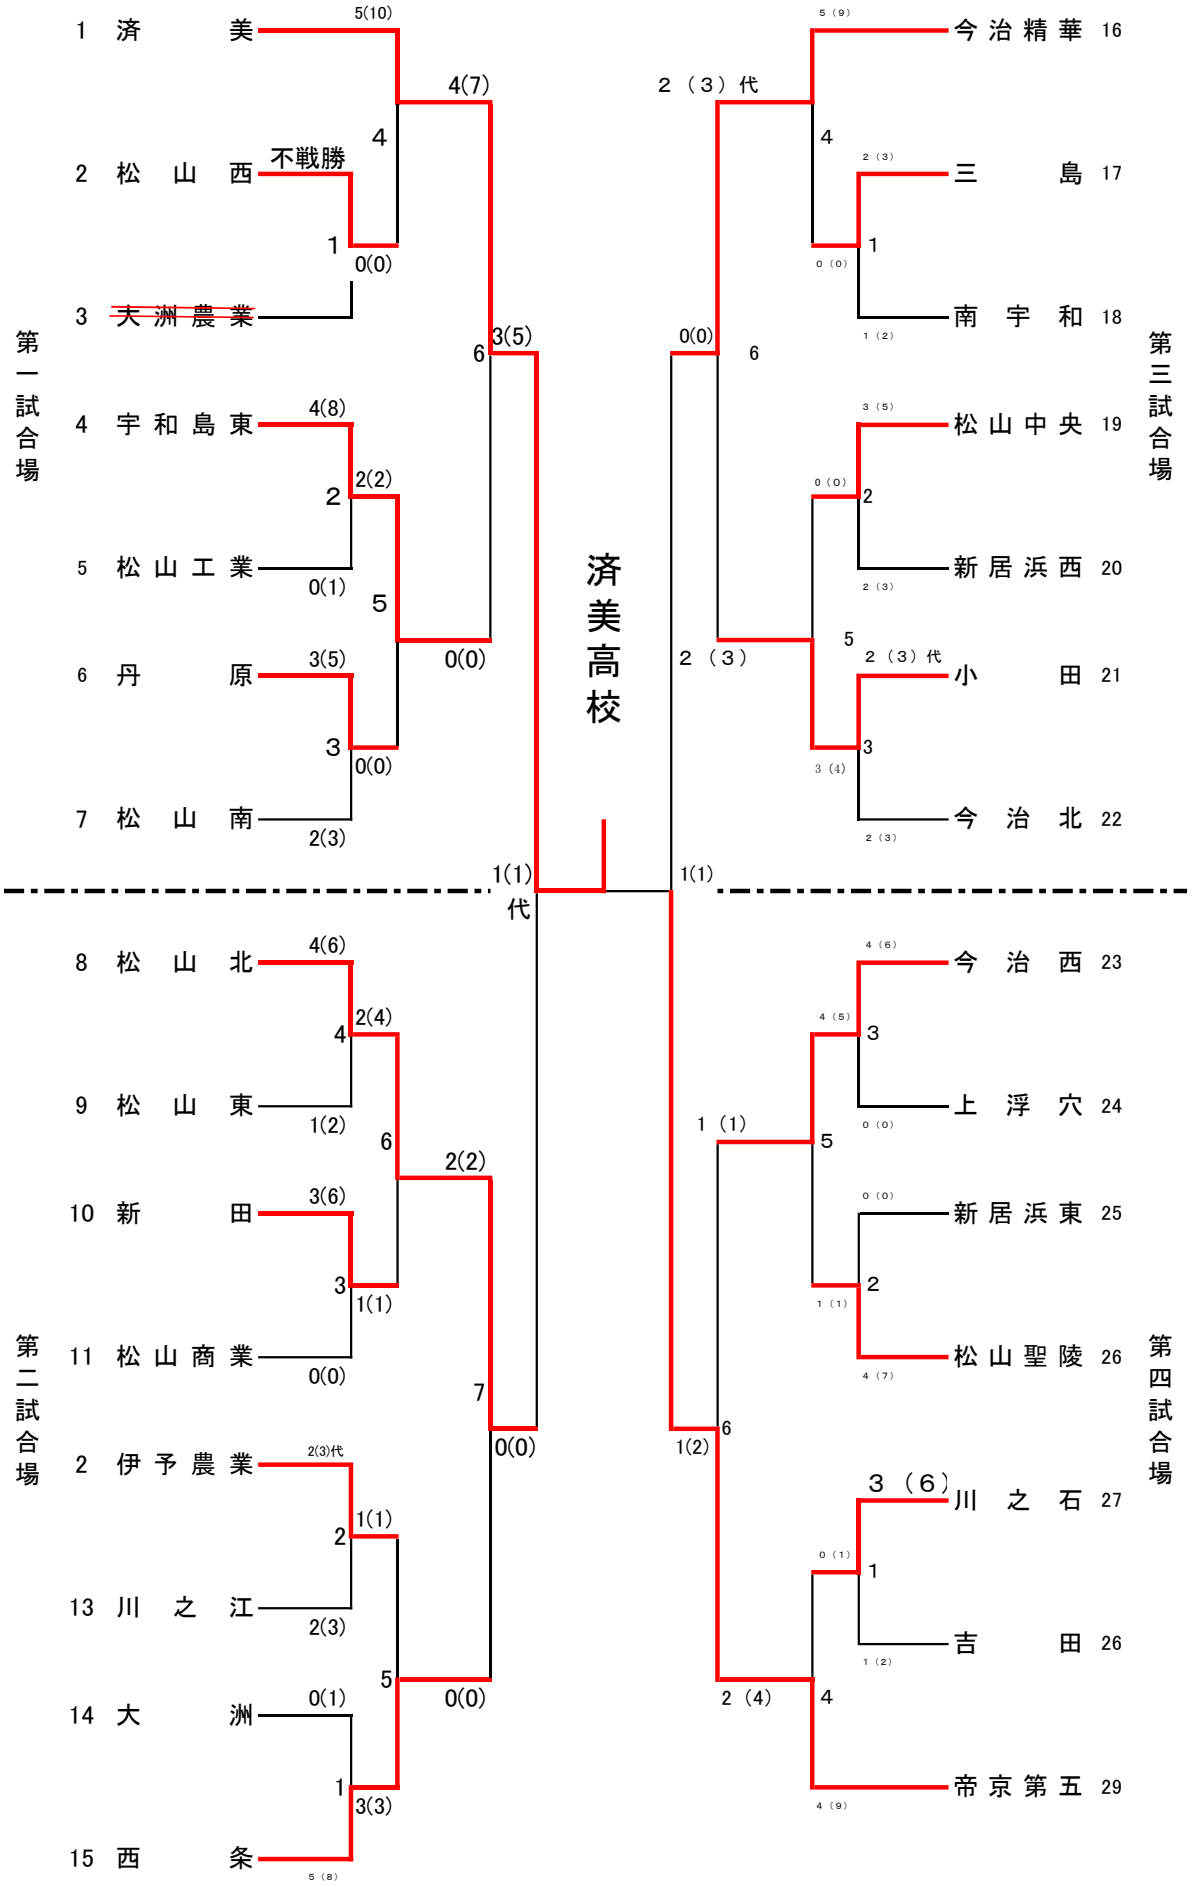 第一試合場
5(10)
1 済 美
4(7)
4
不戦勝
2 松 山 西
1
0(0)
3 大 洲 農 業
3(5)
6
4(8)
4 宇 和 島 東
2(2)
2
5 松 山 工 業
0(1)
5
0(0)
3(5)
6 丹 原
3
0(0)
7 松 山 南
2(3)
1(1)
代
済美高校
第二試合場
4(6)
8 松 山 北
2(4)
4
9 松 山 東
1(2)
6
2(2)
3(6)
10 新 田
3
1(1)
11 松 山 商 業
0(0)
7
0(0)
2(3)代
2 伊 予 農 業
1(1)
2
13 川 之 江
2(3)
5
0(0)
0(1)
14 大 洲
1
3(3)
15 西 条
5 (8)
第三試合場
5 (9)
今 治 精 華 16
2 (3) 代
4
2 (3)
三 島 17
1
0 (0)
南 宇 和 18
1 (2)
0(0)
6
3 (5)
松 山 中 央 19
0 (0)
2
新 居 浜 西 20
2 (3)
5
2 (3)
2 (3) 代
小 田 21
3
3 (4)
今 治 北 22
2 (3)
1(1)
第四試合場
4 (6)
今 治 西 23
4 (5)
3
上 浮 穴 24
0 (0)
1 (1)
5
0 (0)
新 居 浜 東 25
2
1 (1)
松 山 聖 陵 26
4 (7)
6
1(2)
3 (6)
川 之 石 27
0 (1)
1
吉 田 26
1 (2)
2 (4)
4
帝 京 第 五 29
4 (9)